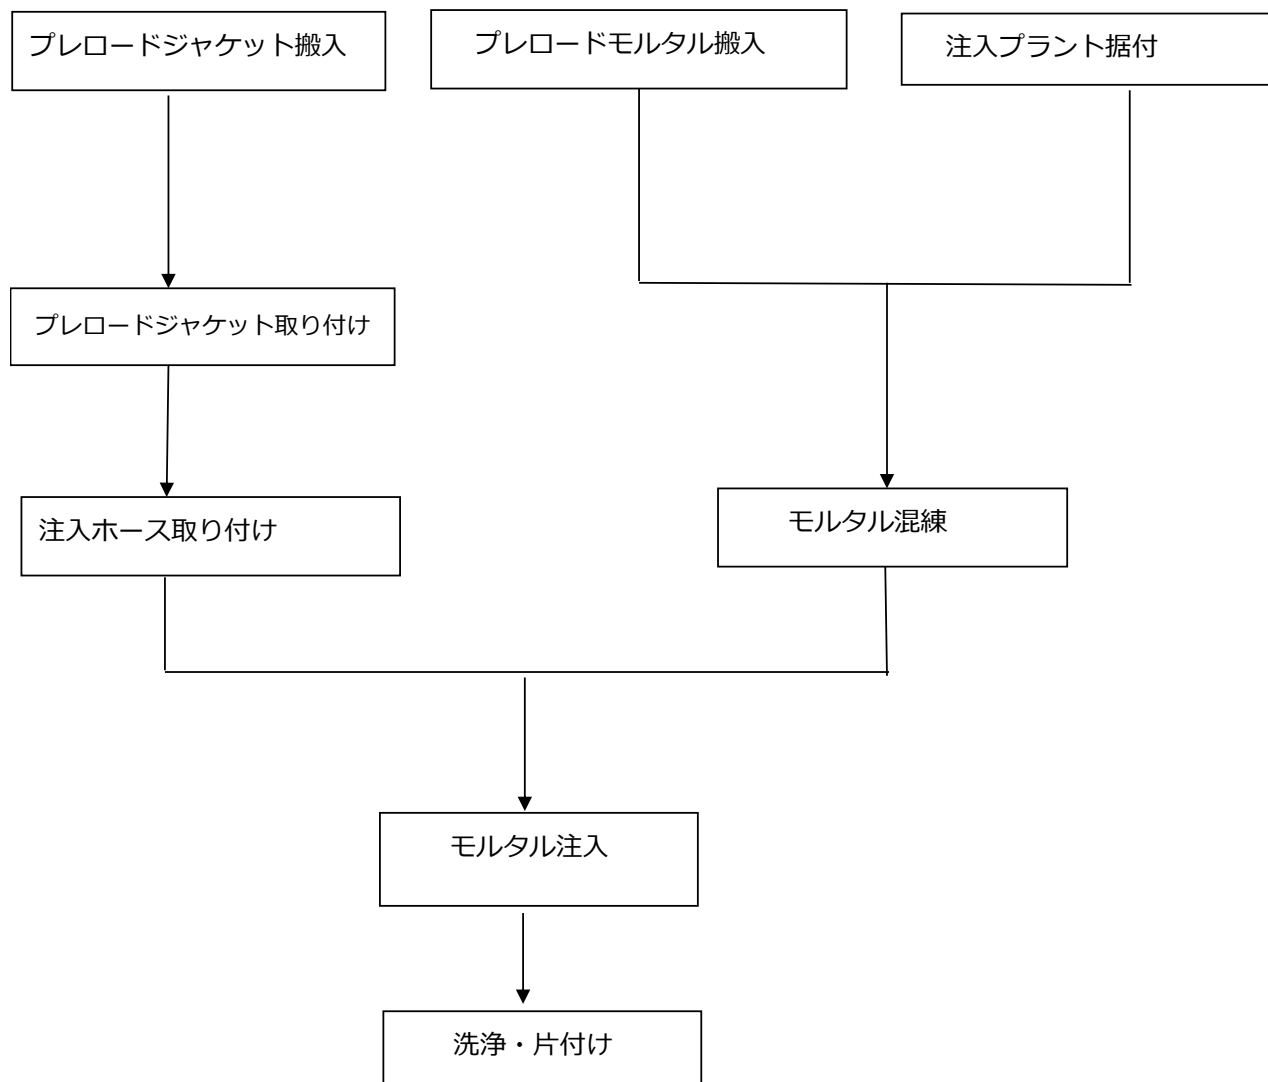 プレロードジャケット搬入
プレロードモルタル搬入
注入プラント据付
プレロードジャケット取り付け
注入ホース取り付け
モルタル混練
モルタル注入
洗浄・片付け